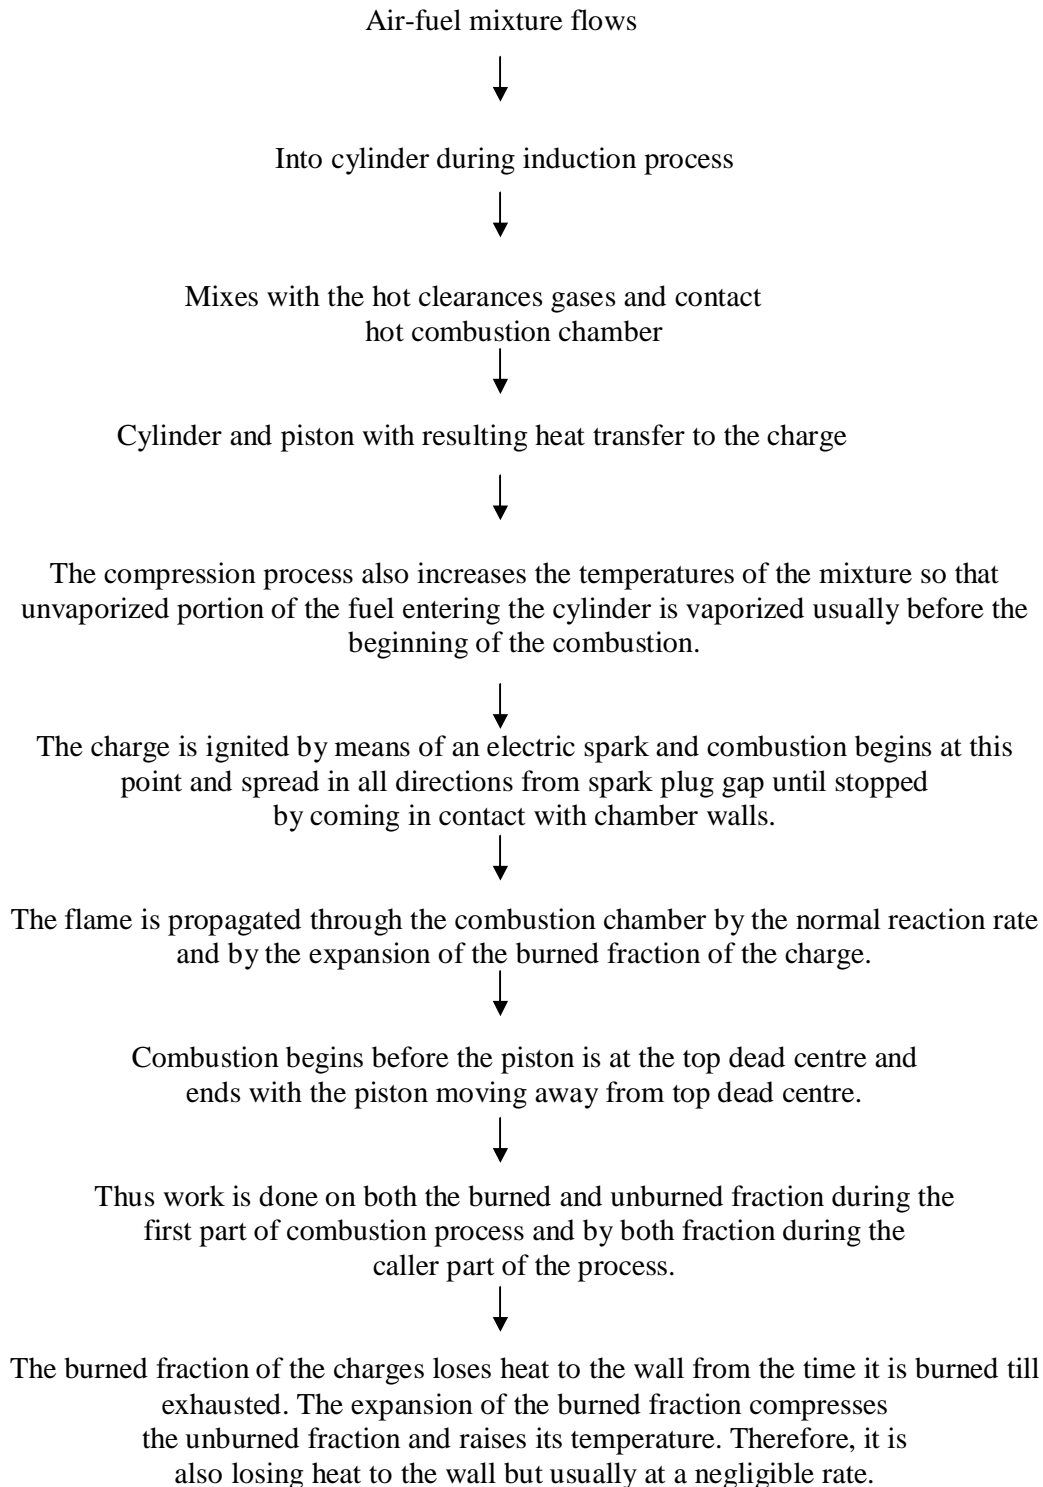 Air-fuel mixture flows
Into cylinder during induction process
Mixes with the hot clearances gases and contact
hot combustion chamber
Cylinder and piston with resulting heat transfer to the charge
The compression process also increases the temperatures of the mixture so that
unvaporized portion of the fuel entering the cylinder is vaporized usually before the
beginning of the combustion.
The charge is ignited by means of an electric spark and combustion begins at this
point and spread in all directions from spark plug gap until stopped
by coming in contact with chamber walls.
The flame is propagated through the combustion chamber by the normal reaction rate
and by the expansion of the burned fraction of the charge.
Combustion begins before the piston is at the top dead centre and
ends with the piston moving away from top dead centre.
Thus work is done on both the burned and unburned fraction during the
first part of combustion process and by both fraction during the
caller part of the process.
The burned fraction of the charges loses heat to the wall from the time it is burned till
exhausted. The expansion of the burned fraction compresses
the unburned fraction and raises its temperature. Therefore, it is
also losing heat to the wall but usually at a negligible rate.